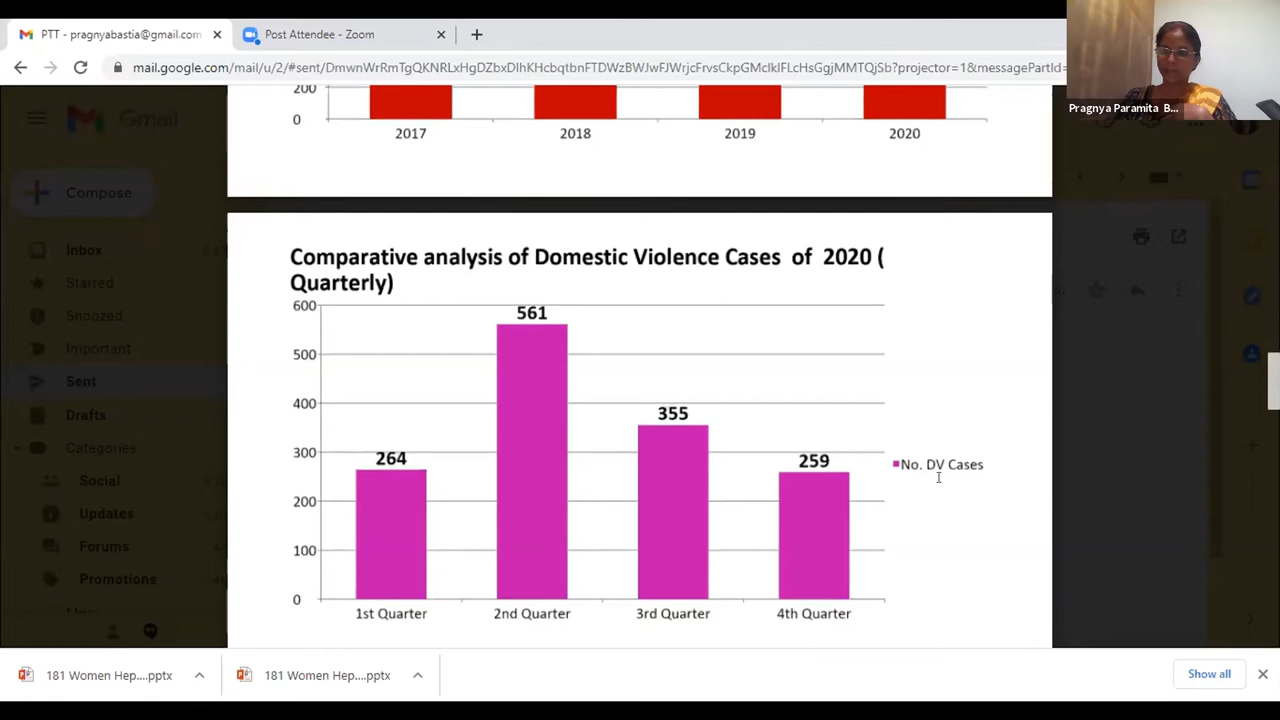 PTT - pragnyabastia@gmail.com
Post Attendee - Zoom
mail.google.com/mail/u/2/#sent/DmwnWrRmTgQKNRLxHgDZbxDlhKHcbqtbnFTDWzBWJwFJWrjcFrvsCkpGMclklFLcHsGgjMMTQjSb?projector=1&messagePartId=
Pragnya Paramita B...
Gmail
Compose
Inbox
Starred
Snoozed
Important
Sent
Drafts
Categories
Social
Updates
Forums
Promotions
200
0
2017 2018 2019 2020
Comparative analysis of Domestic Violence Cases of 2020 (
Quarterly)
600
561
500
400
355
300
264
259
200
100
0
No. DV Cases
1st Quarter 2nd Quarter 3rd Quarter 4th Quarter
181 Women Hep....pptx
181 Women Hep....pptx
Show all